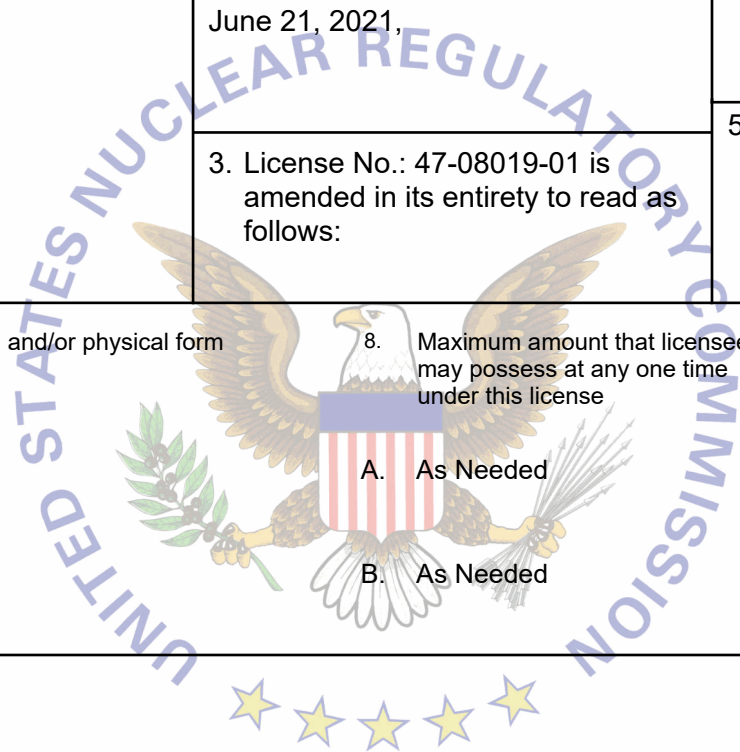 June 21, 2021,
UNITED STATES NUCLEAR REGULATORY COMMISSION
5
3. License No.: 47-08019-01 is
amended in its entirety to read as
follows:
and/or physical form
8. Maximum amount that licensee
may possess at any one time
under this license
A. As Needed
B. As Needed